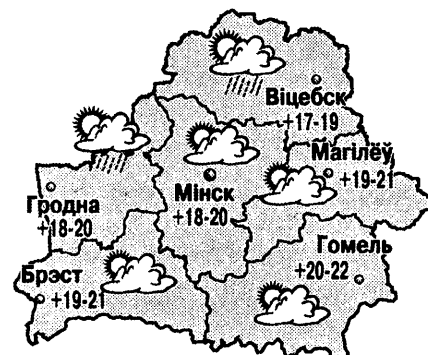 Віцебск
+17-19
Магілёў
+19-21
Мінск
+18-20
Гродна
+18-20
Гомель
+20-22
Брэст
+19-21